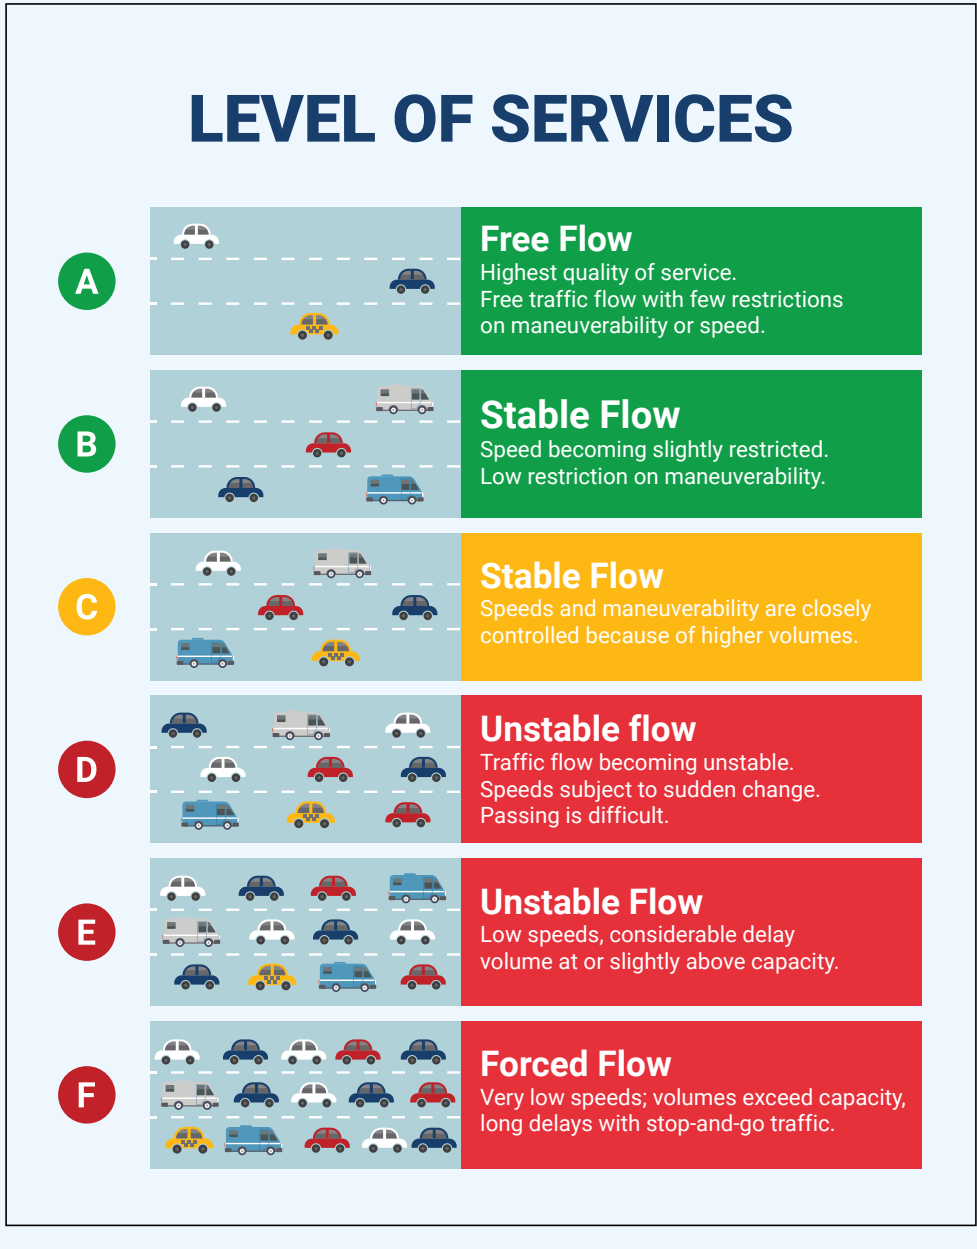 LEVEL OF SERVICES
A
Free Flow
Highest quality of service.
Free traffic flow with few restrictions
on maneuverability or speed.
B
Stable Flow
Speed becoming slightly restricted.
Low restriction on maneuverability.
C
Stable Flow
Speeds and maneuverability are closely
controlled because of higher volumes.
D
Unstable flow
Traffic flow becoming unstable.
Speeds subject to sudden change.
Passing is difficult.
E
Unstable Flow
Low speeds, considerable delay
volume at or slightly above capacity.
F
Forced Flow
Very low speeds; volumes exceed capacity,
long delays with stop-and-go traffic.